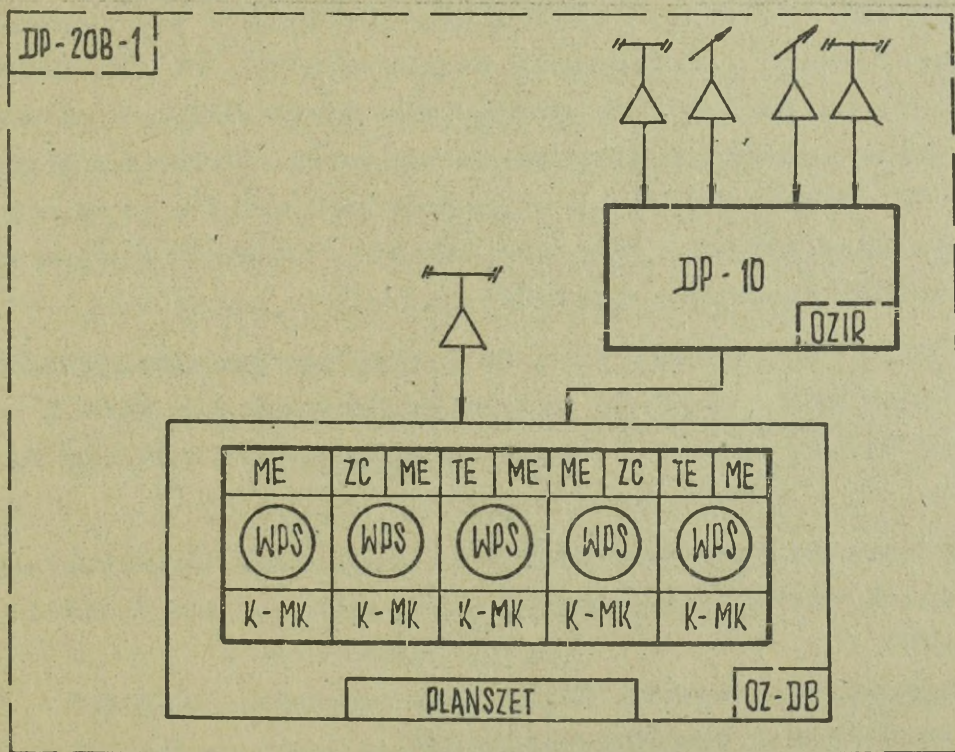 DP-20B-1
DP-10
OZIR
ME ZC ME TE ME ME ZC TE ME
WPS WPS WPS WPS WPS
K-MK K-MK K-MK K-MK K-MK
PLANSZET
OZ-DB